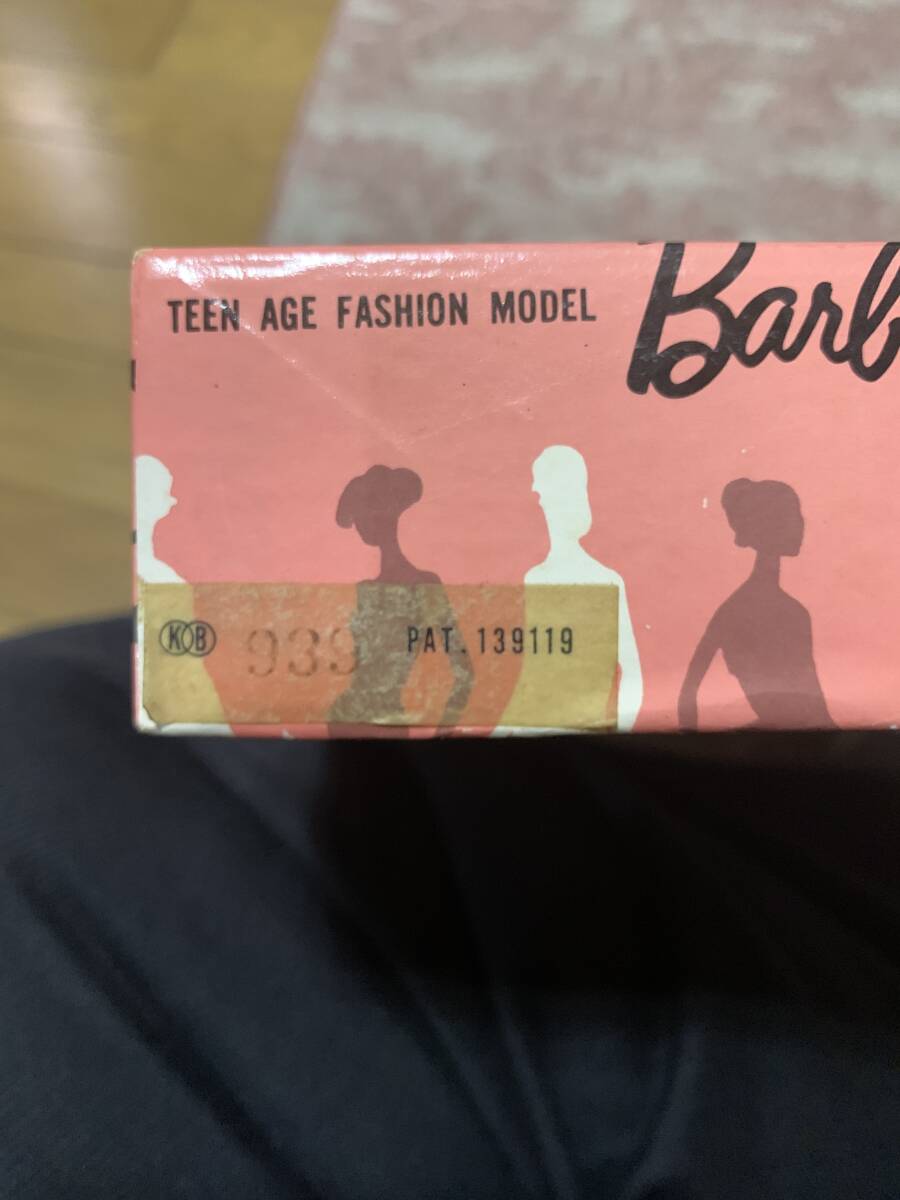 TEEN AGE FASHION MODEL
Barb
KB 939 PAT. 139119